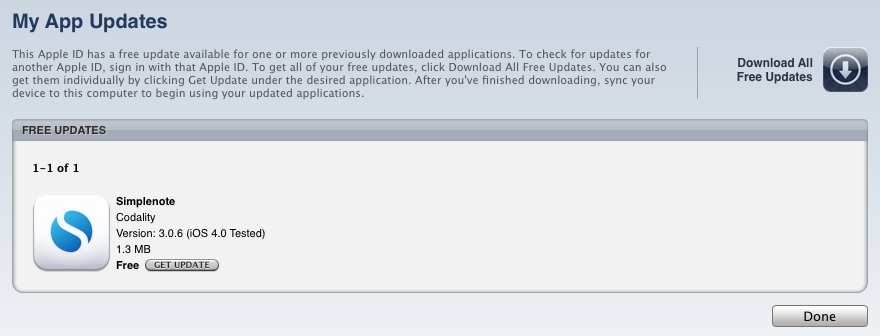 My App Updates
This Apple ID has a free update available for one or more previously downloaded applications. To check for updates for
another Apple ID, sign in with that Apple ID. To get all of your free updates, click Download All Free Updates. You can also
get them individually by clicking Get Update under the desired application. After you've finished downloading, sync your
device to this computer to begin using your updated applications.
Download All
Free Updates
FREE UPDATES
1-1 of 1
Simplenote
Codality
Version: 3.0.6 (iOS 4.0 Tested)
1.3 MB
Free GET UPDATE
Done